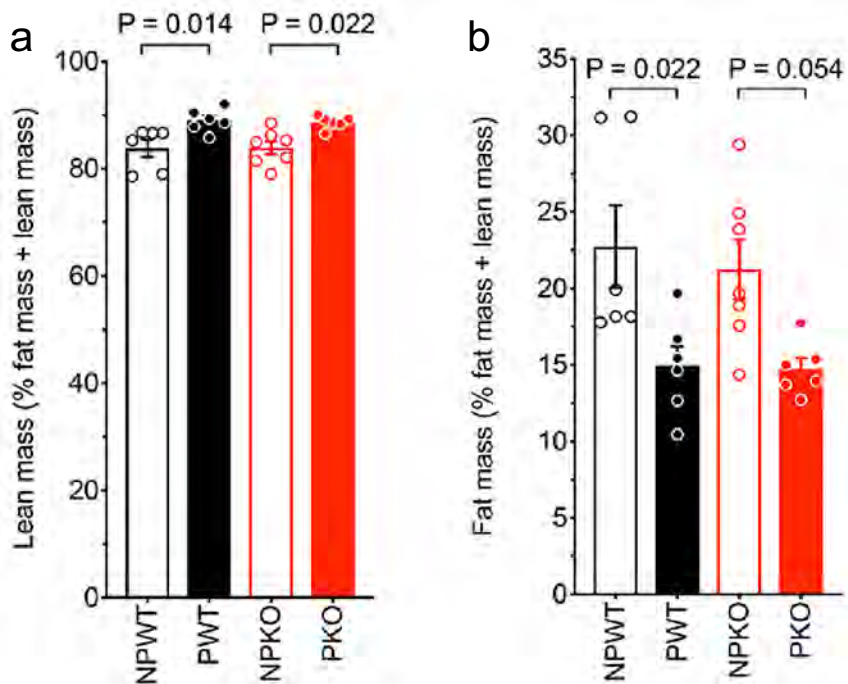 a
P = 0.014 P = 0.022
Lean mass (% fat mass + lean mass)
100
80
60
40
20
0
NPWT
PWT
NPKO
PKO
b
P = 0.022 P = 0.054
Fat mass (% fat mass + lean mass)
35
30
25
20
15
10
5
0
NPWT
PWT
NPKO
PKO